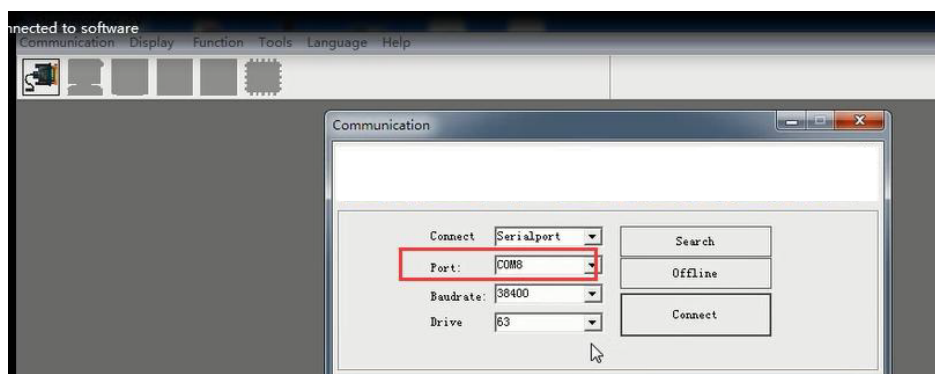 nnected to software
Communication Display Function Tools Language Help
Communication
Connect Serialport Search
Port: COM8 Offline
Baudrate: 38400 Connect
Drive 63